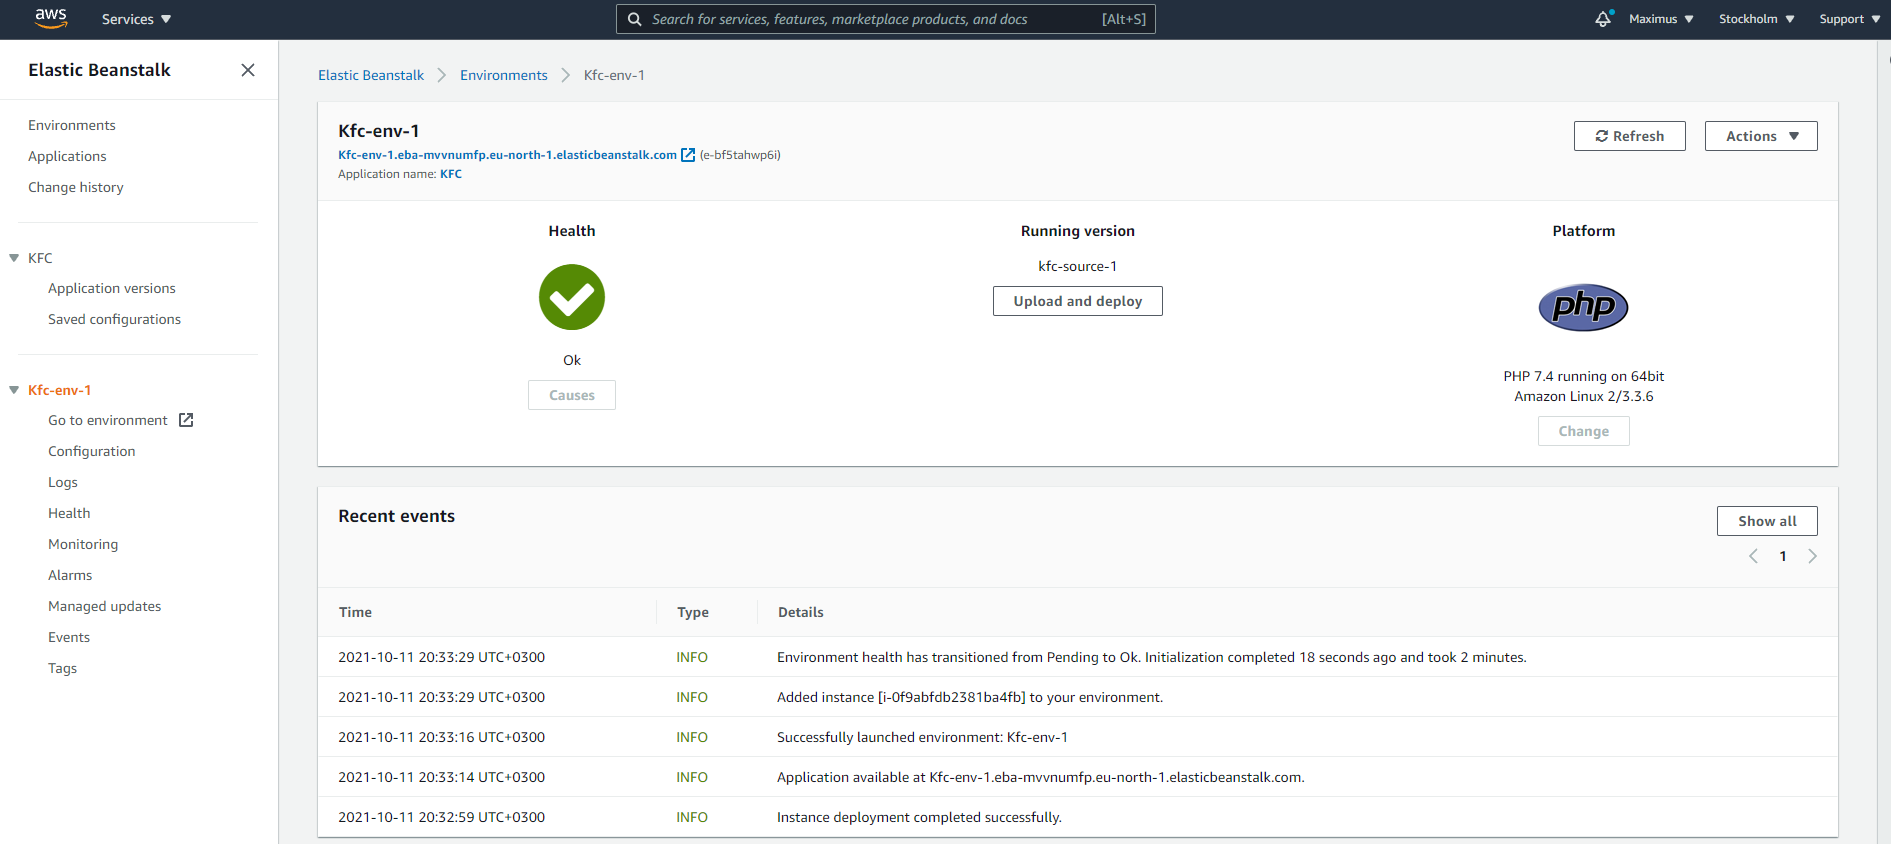 aws
Services
Search for services, features, marketplace products, and docs [Alt+S]
Maximus
Stockholm
Support
Elastic Beanstalk
Environments
Applications
Change history
KFC
Application versions
Saved configurations
Kfc-env-1
Go to environment
Configuration
Logs
Health
Monitoring
Alarms
Managed updates
Events
Tags
Elastic Beanstalk Environments Kfc-env-1
Kfc-env-1
Kfc-env-1.eba-mvvnumfp.eu-north-1.elasticbeanstalk.com (e-bf5tahwp6i)
Application name: KFC
Refresh
Actions
Health
Ok
Causes
Running version
kfc-source-1
Upload and deploy
Platform
php
PHP 7.4 running on 64bit
Amazon Linux 2/3.3.6
Change
Recent events
Show all
1
Time Type Details
2021-10-11 20:33:29 UTC+0300 INFO Environment health has transitioned from Pending to Ok. Initialization completed 18 seconds ago and took 2 minutes.
2021-10-11 20:33:29 UTC+0300 INFO Added instance [i-0f9abfdb2381ba4fb] to your environment.
2021-10-11 20:33:16 UTC+0300 INFO Successfully launched environment: Kfc-env-1
2021-10-11 20:33:14 UTC+0300 INFO Application available at Kfc-env-1.eba-mvvnumfp.eu-north-1.elasticbeanstalk.com.
2021-10-11 20:32:59 UTC+0300 INFO Instance deployment completed successfully.